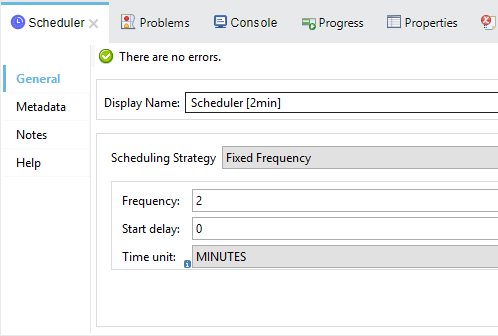 Scheduler Problems Console Progress Properties
There are no errors.
General
Metadata
Notes
Help
Display Name: Scheduler [2min]
Scheduling Strategy Fixed Frequency
Frequency: 2
Start delay: 0
Time unit: MINUTES